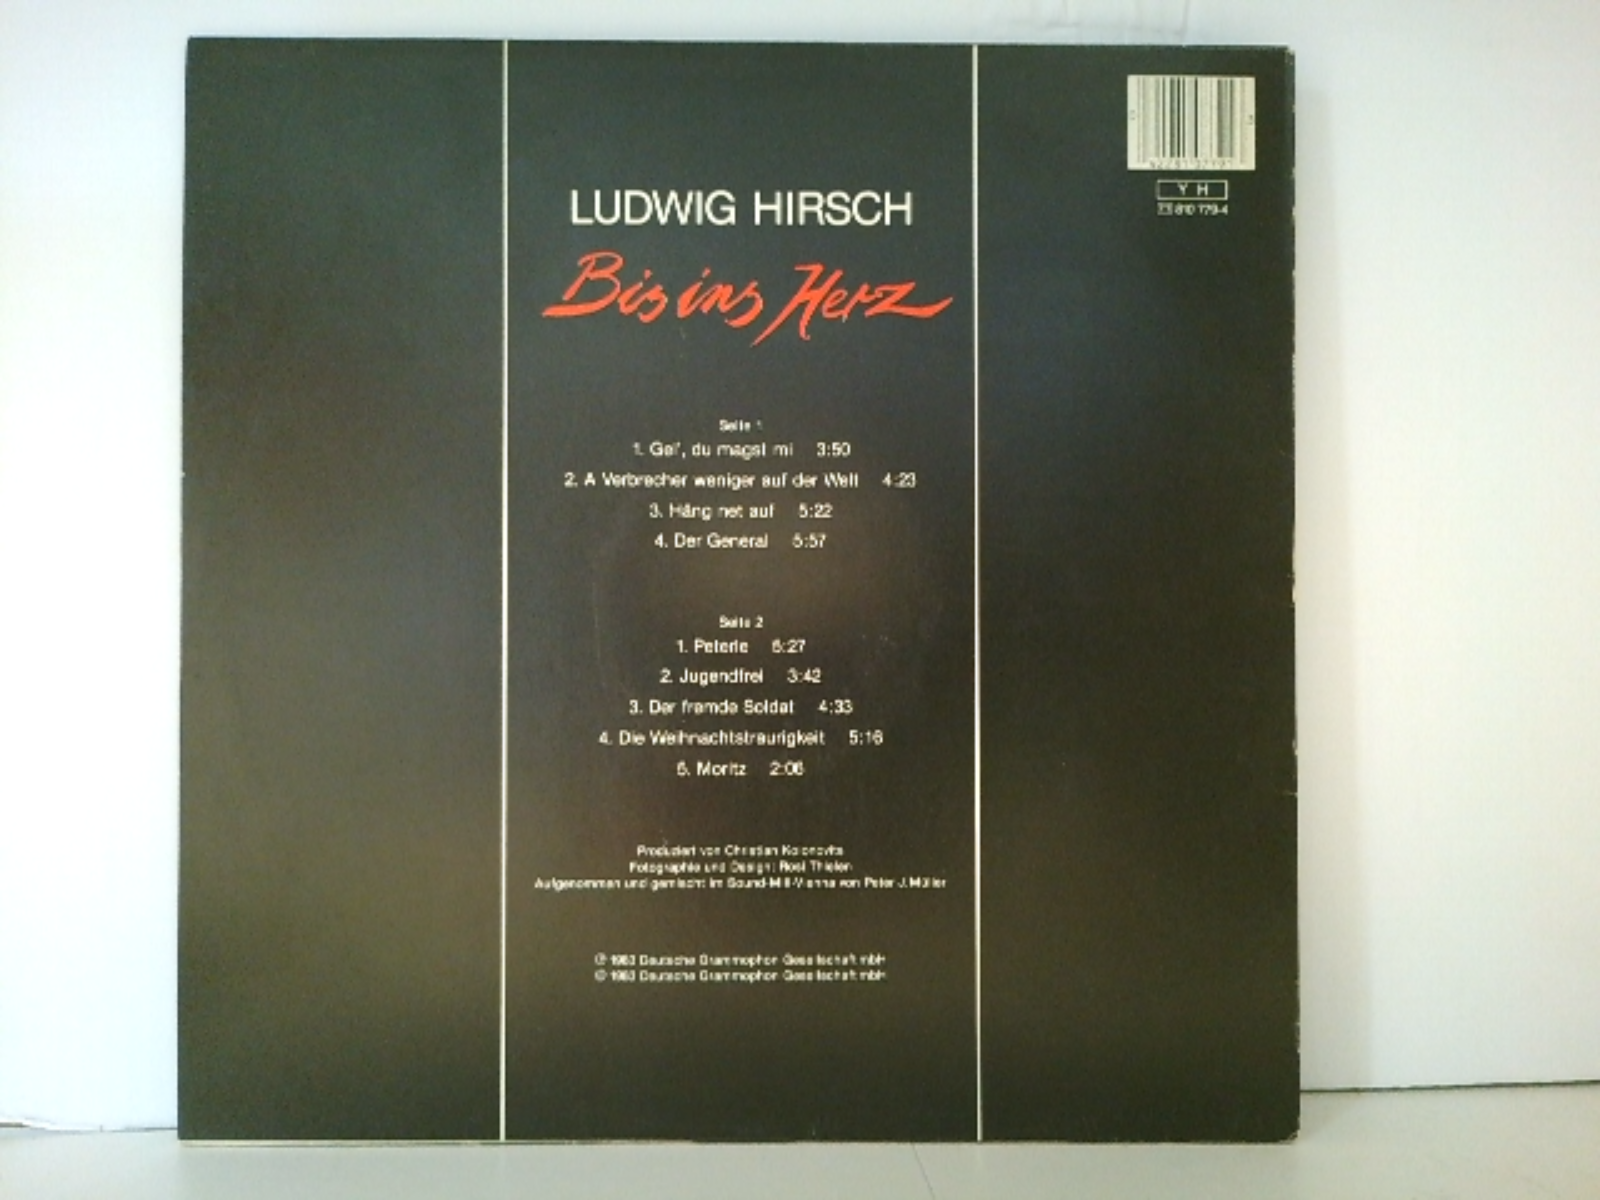 Y H
810 779-4
LUDWIG HIRSCH
Bis ins Herz
Seite 1
1. Gel', du magst mi 3:50
2. A Verbrecher weniger auf der Welt 4:23
3. Häng net auf 5:22
4. Der General 5:57
Seite 2
1. Peterle 5:27
2. Jugendfrei 3:42
3. Der fremde Soldat 4:33
4. Die Weihnachtstraurigkeit 5:16
5. Moritz 2:06
Produziert von Christian Kolonovits
Fotographie und Design: Rosi Thielen
Aufgenommen und gemischt im Sound-Mill-Vienna von Peter J. Müller
℗ 1983 Deutsche Grammophon Gesellschaft mbH
© 1983 Deutsche Grammophon Gesellschaft mbH